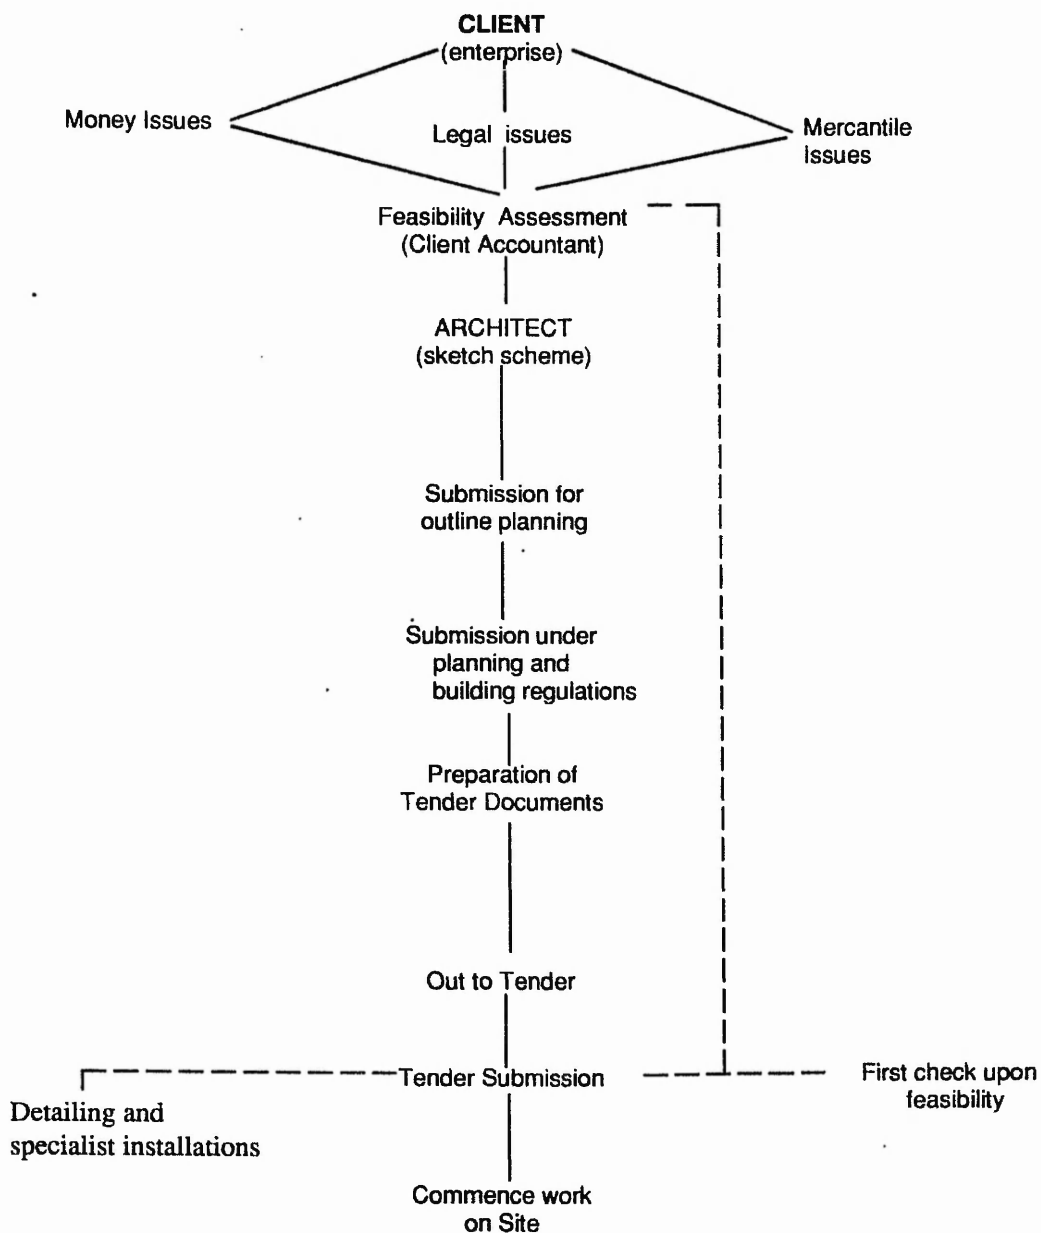 CLIENT
(enterprise)
Money Issues
Legal issues
Mercantile
Issues
Feasibility Assessment
(Client Accountant)
ARCHITECT
(sketch scheme)
Submission for
outline planning
Submission under
planning and
building regulations
Preparation of
Tender Documents
Out to Tender
Tender Submission
First check upon
feasibility
Detailing and
specialist installations
Commence work
on Site